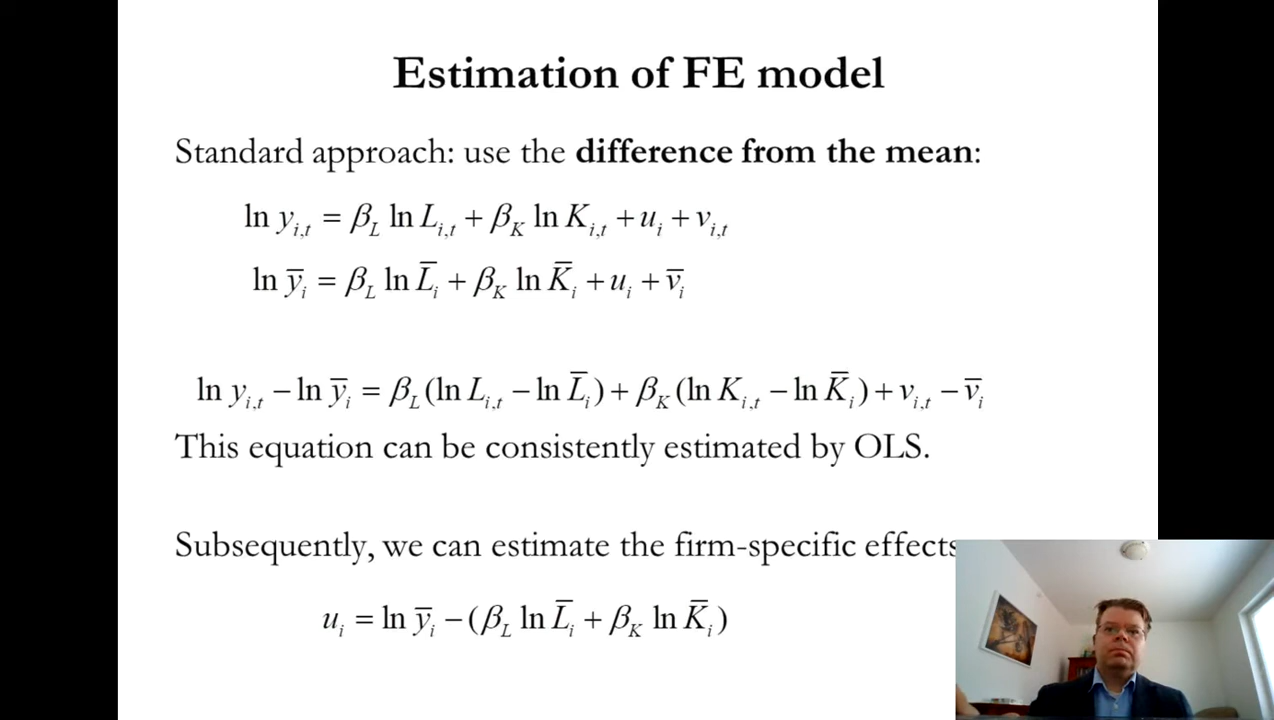 Estimation of FE model
Standard approach: use the difference from the mean:
ln y_{i,t} = β_L ln L_{i,t} + β_K ln K_{i,t} + u_i + v_{i,t}
ln y̅_i = β_L ln L̅_i + β_K ln K̅_i + u_i + v̅_i
ln y_{i,t} − ln y̅_i = β_L (ln L_{i,t} − ln L̅_i) + β_K (ln K_{i,t} − ln K̅_i) + v_{i,t} − v̅_i
This equation can be consistently estimated by OLS.
Subsequently, we can estimate the firm-specific effects
u_i = ln y̅_i − (β_L ln L̅_i + β_K ln K̅_i)